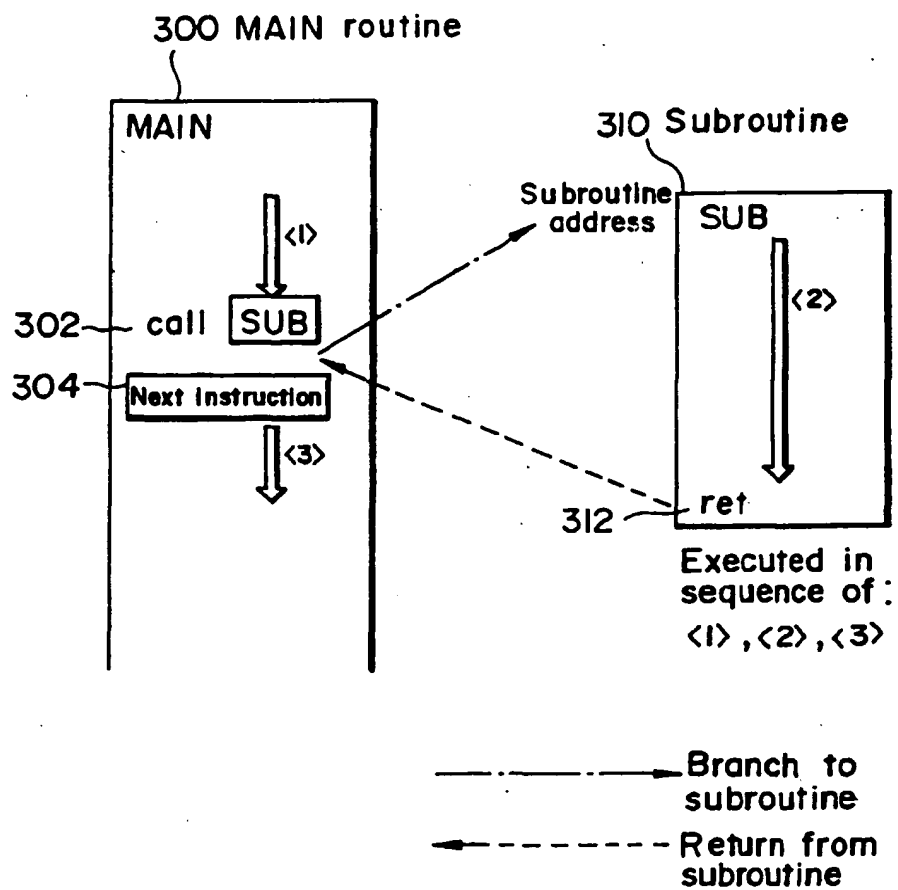 300 MAIN routine
MAIN
<1>
302 call SUB
304 Next Instruction
<3>
310 Subroutine
Subroutine
address
SUB
<2>
312 ret
Executed in
sequence of :
<1>, <2>, <3>
Branch to
subroutine
Return from
subroutine